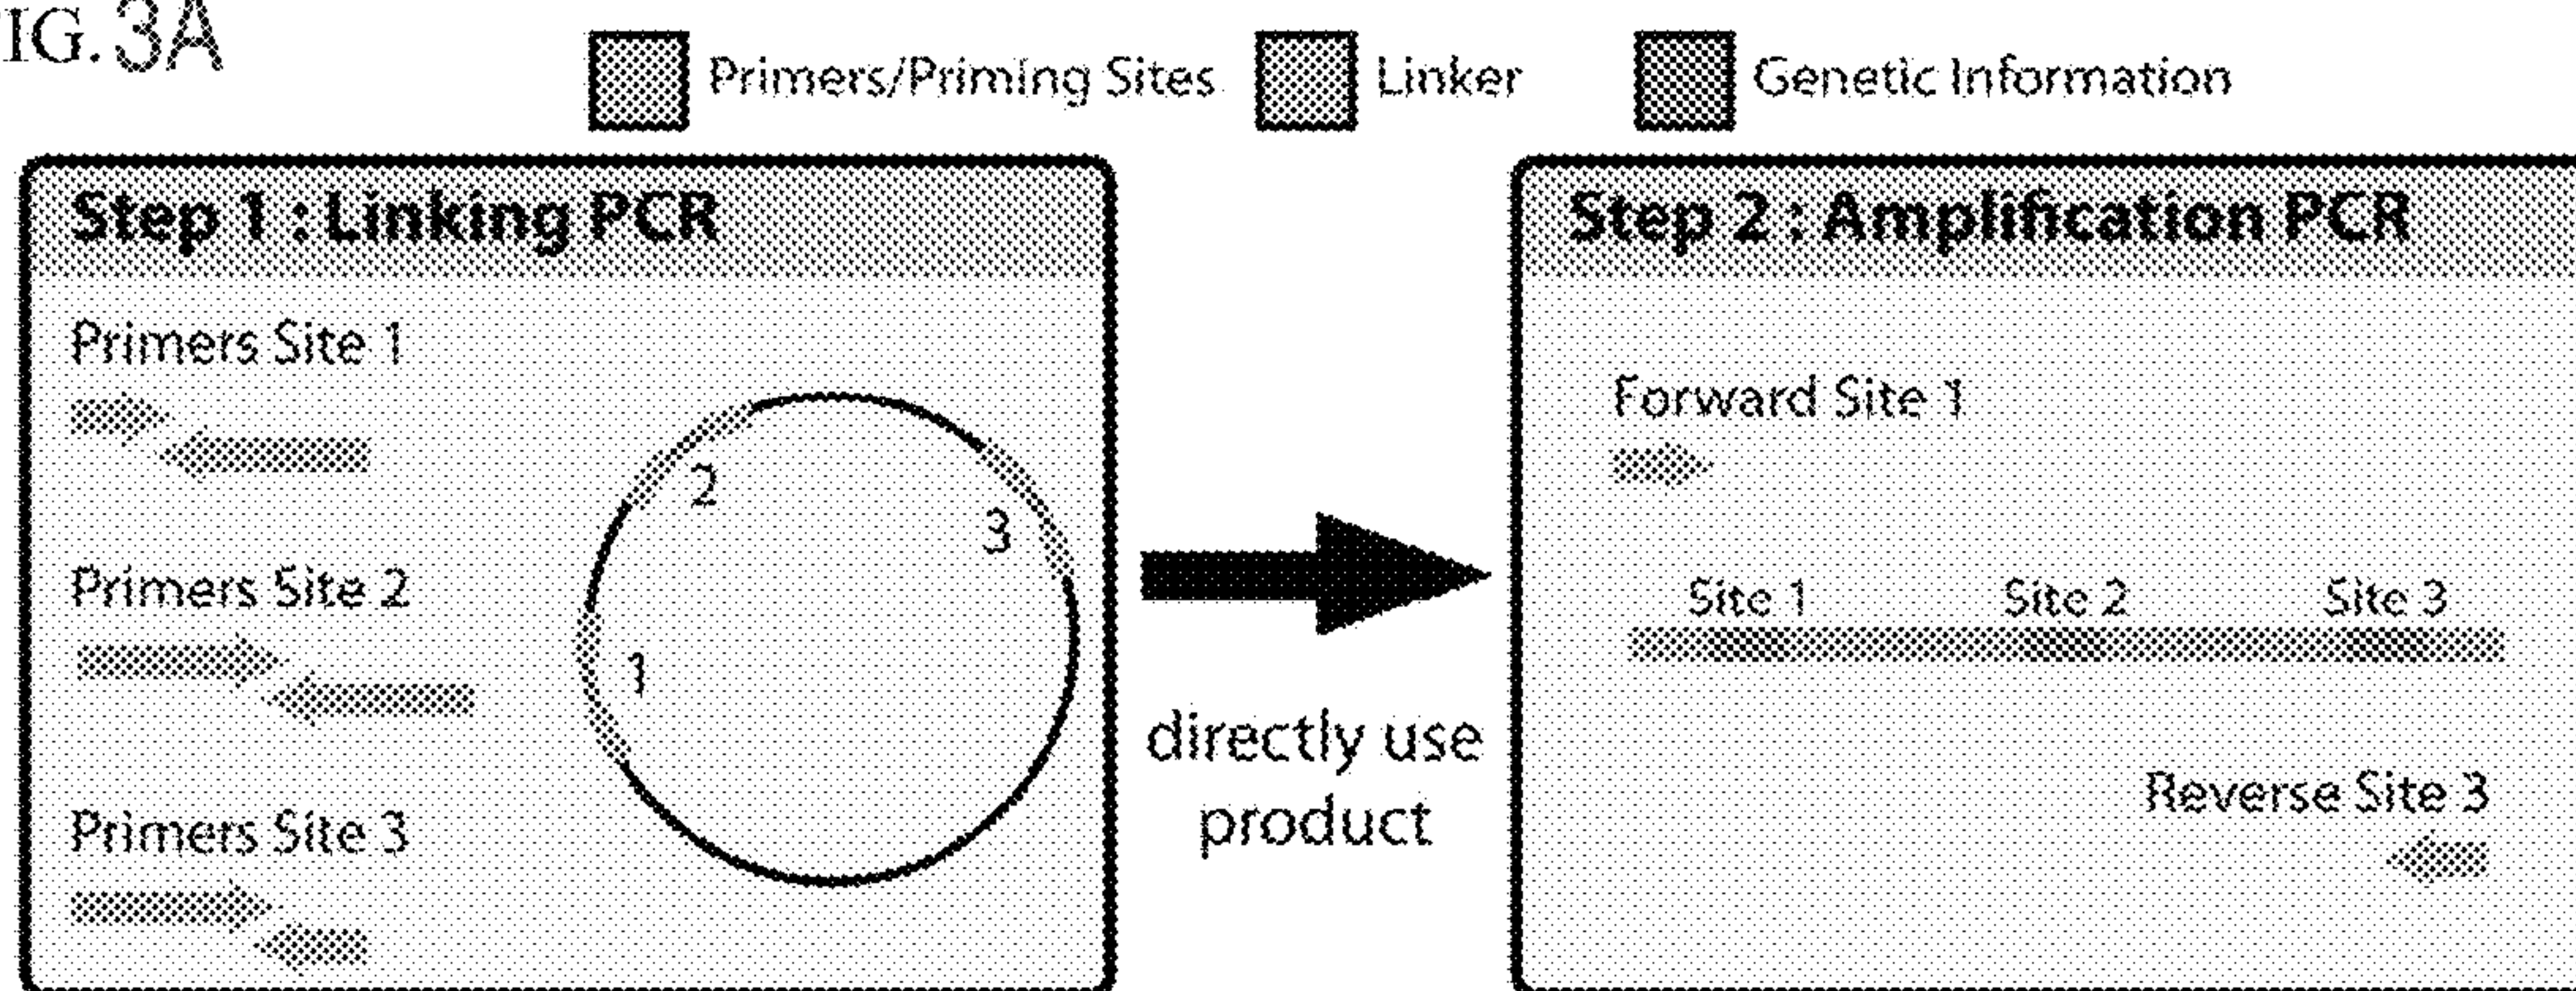 IG. 3A
Primers/Priming Sites
Linker
Genetic Information
Step 1 : Linking PCR
Primers Site 1
Primers Site 2
Primers Site 3
2
3
1
directly use
product
Step 2 : Amplification PCR
Forward Site 1
Site 1
Site 2
Site 3
Reverse Site 3